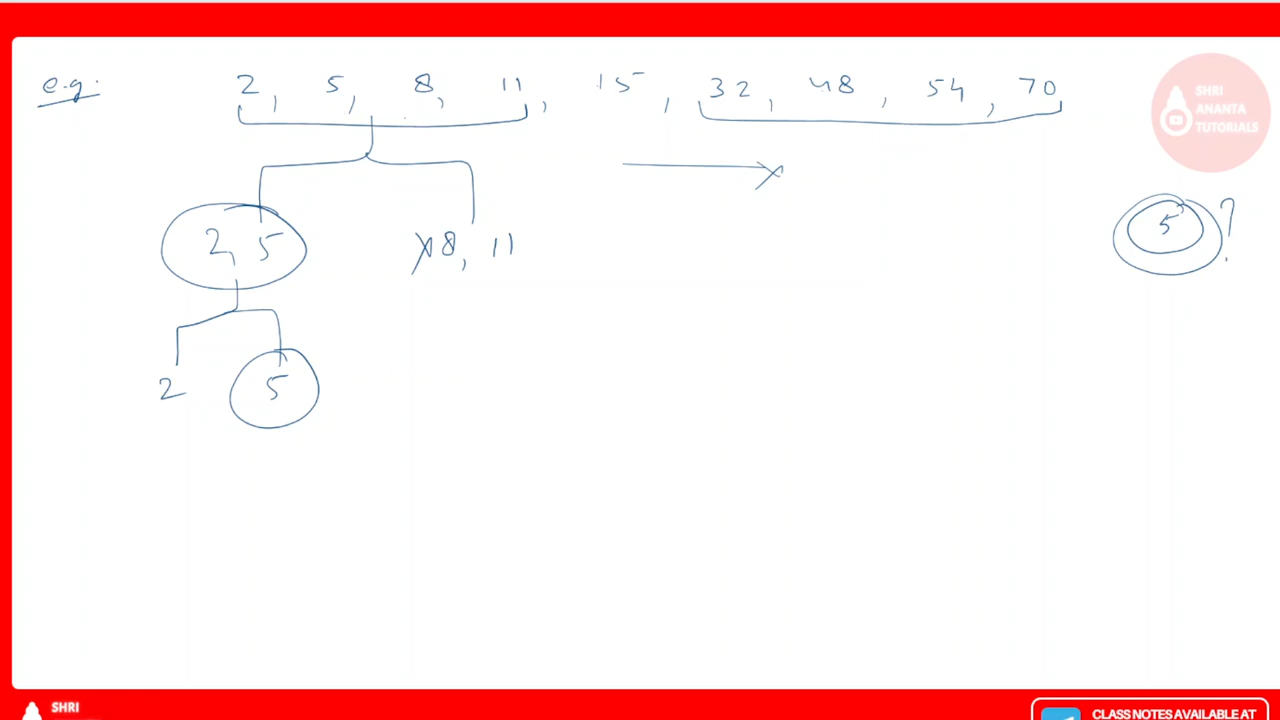 e.g. 2, 5, 8, 11, 15, 32, 48, 54, 70
SHRI
ANANTA
TUTORIALS
5 ?
2, 5 8, 11
2 5
SHRI
CLASS NOTES AVAILABLE AT